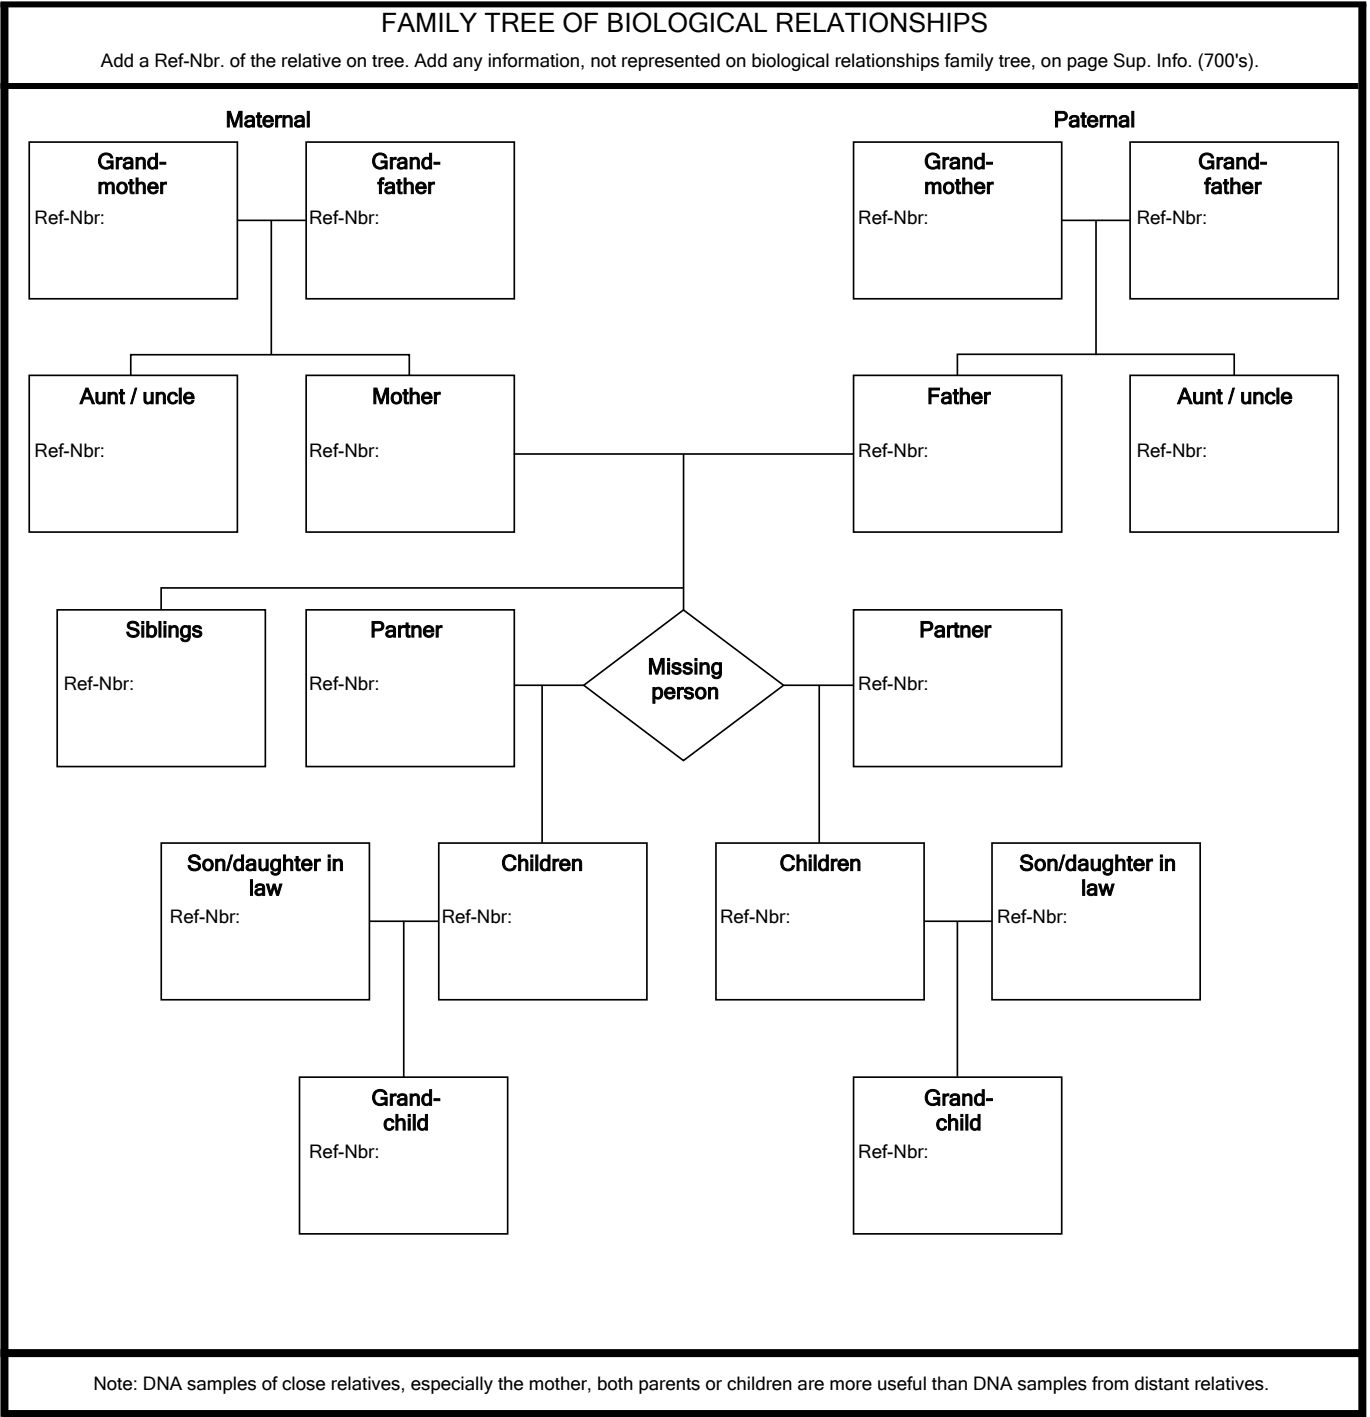 FAMILY TREE OF BIOLOGICAL RELATIONSHIPS
Add a Ref-Nbr. of the relative on tree. Add any information, not represented on biological relationships family tree, on page Sup. Info. (700's).
Maternal
Paternal
Grand-
mother
Ref-Nbr:
Grand-
father
Ref-Nbr:
Grand-
mother
Ref-Nbr:
Grand-
father
Ref-Nbr:
Aunt / uncle
Ref-Nbr:
Mother
Ref-Nbr:
Father
Ref-Nbr:
Aunt / uncle
Ref-Nbr:
Siblings
Ref-Nbr:
Partner
Ref-Nbr:
Missing
person
Partner
Ref-Nbr:
Son/daughter in
law
Ref-Nbr:
Children
Ref-Nbr:
Children
Ref-Nbr:
Son/daughter in
law
Ref-Nbr:
Grand-
child
Ref-Nbr:
Grand-
child
Ref-Nbr:
Note: DNA samples of close relatives, especially the mother, both parents or children are more useful than DNA samples from distant relatives.